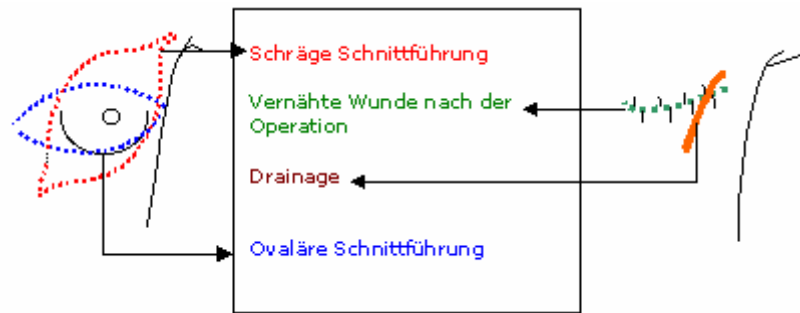 Schräge Schnittführung
Vernähte Wunde nach der
Operation
Drainage
Ovaläre Schnittführung